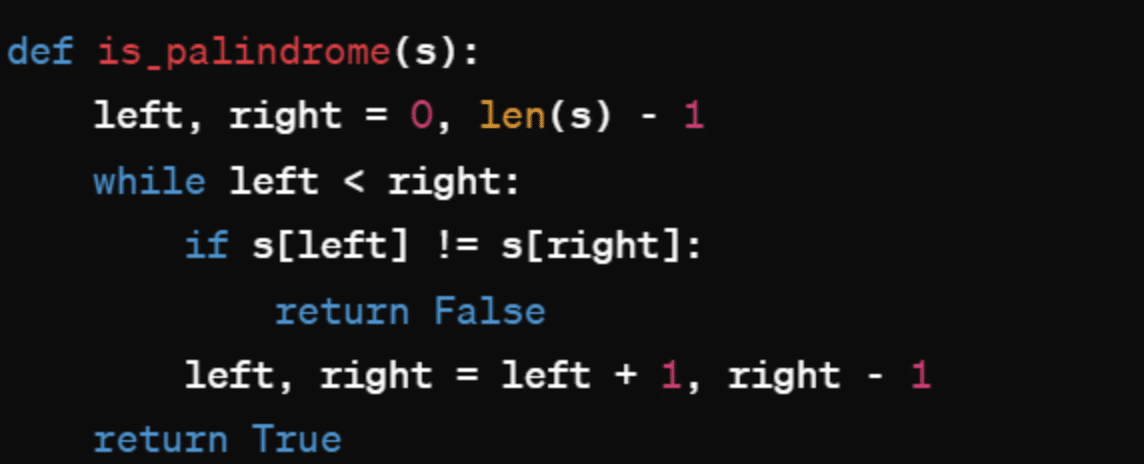 def is_palindrome(s):
    left, right = 0, len(s) - 1
    while left < right:
        if s[left] != s[right]:
            return False
        left, right = left + 1, right - 1
    return True